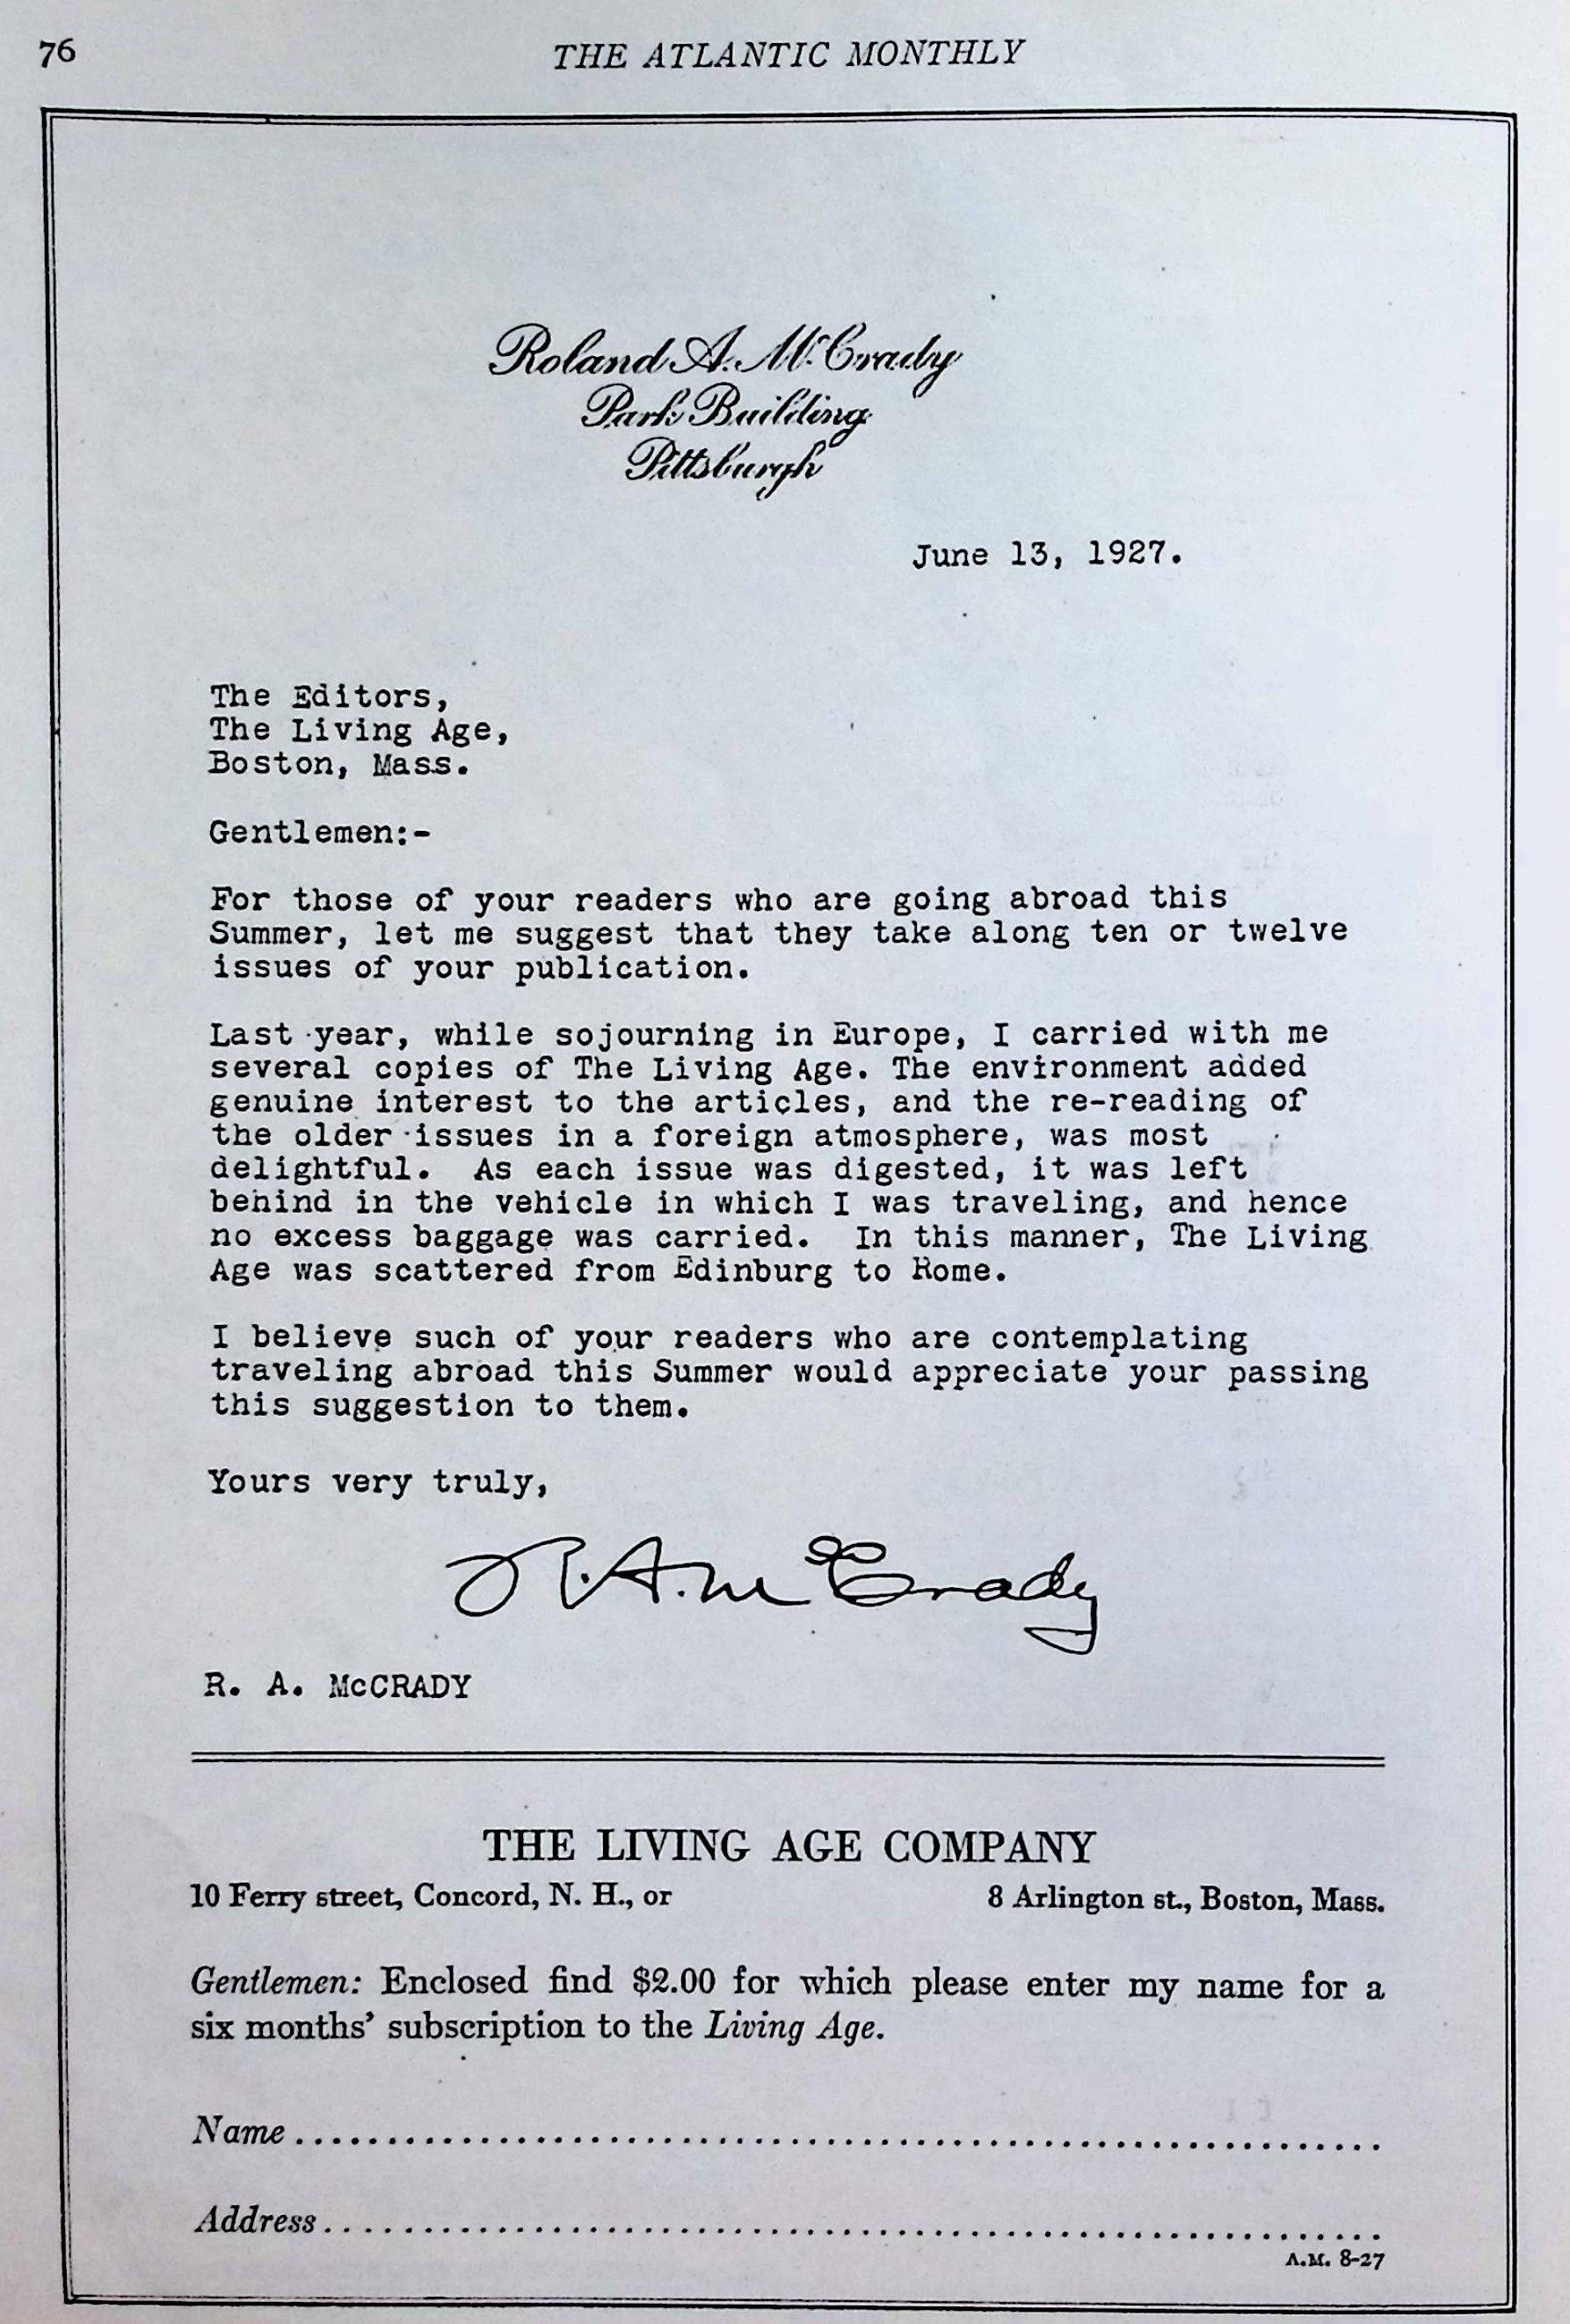 76
THE ATLANTIC MONTHLY
Roland A. McCrady
Park Building
Pittsburgh
June 13, 1927.
The Editors,
The Living Age,
Boston, Mass.
Gentlemen:-
For those of your readers who are going abroad this
Summer, let me suggest that they take along ten or twelve
issues of your publication.
Last year, while sojourning in Europe, I carried with me
several copies of The Living Age. The environment added
genuine interest to the articles, and the re-reading of
the older issues in a foreign atmosphere, was most
delightful. As each issue was digested, it was left
behind in the vehicle in which I was traveling, and hence
no excess baggage was carried. In this manner, The Living
Age was scattered from Edinburg to Rome.
I believe such of your readers who are contemplating
traveling abroad this Summer would appreciate your passing
this suggestion to them.
Yours very truly,
R. A. McCrady
R. A. McCRADY
THE LIVING AGE COMPANY
10 Ferry street, Concord, N. H., or 8 Arlington st., Boston, Mass.
Gentlemen: Enclosed find $2.00 for which please enter my name for a
six months' subscription to the Living Age.
Name
Address
A.M. 8-27